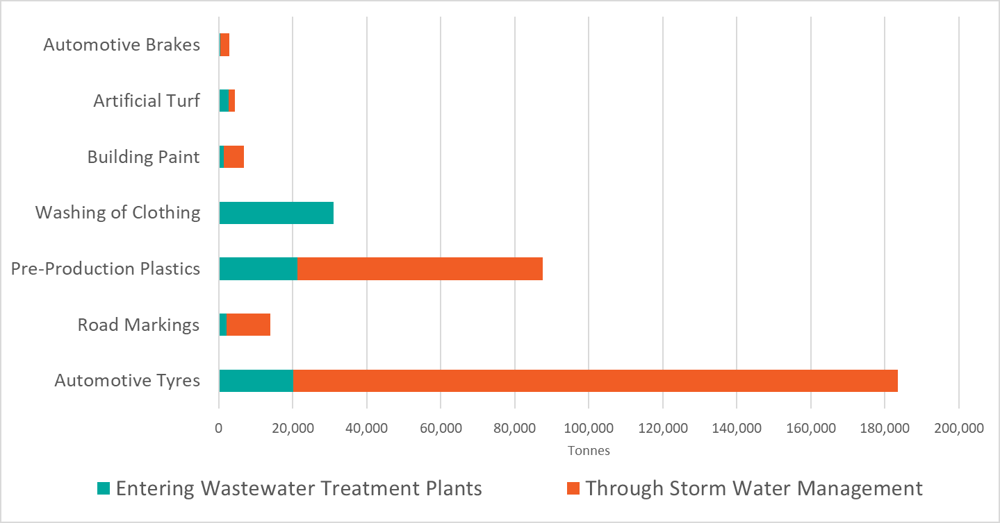 Automotive Brakes
Artificial Turf
Building Paint
Washing of Clothing
Pre-Production Plastics
Road Markings
Automotive Tyres
0 20,000 40,000 60,000 80,000 100,000 120,000 140,000 160,000 180,000 200,000
Tonnes
Entering Wastewater Treatment Plants Through Storm Water Management